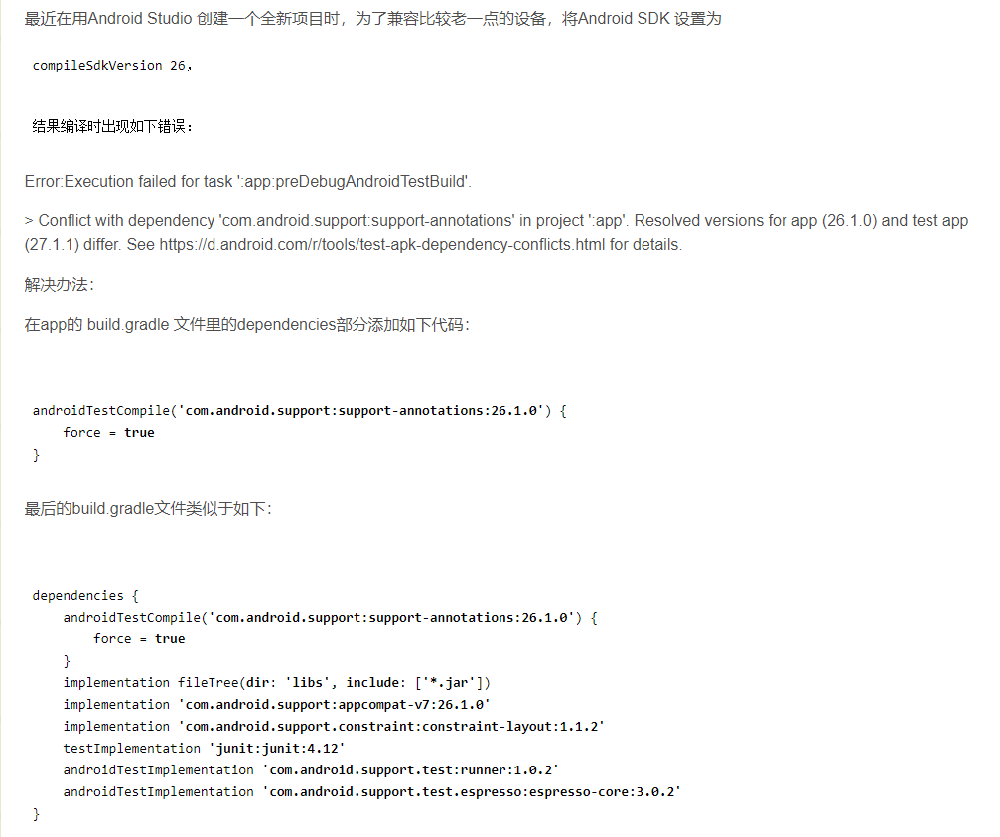 最近在用Android Studio 创建一个全新项目时，为了兼容比较老一点的设备，将Android SDK 设置为
compileSdkVersion 26，
结果编译时出现如下错误：
Error:Execution failed for task ':app:preDebugAndroidTestBuild'.
> Conflict with dependency 'com.android.support:support-annotations' in project ':app'. Resolved versions for app (26.1.0) and test app
(27.1.1) differ. See https://d.android.com/r/tools/test-apk-dependency-conflicts.html for details.
解决办法：
在app的 build.gradle 文件里的dependencies部分添加如下代码：
androidTestCompile('com.android.support:support-annotations:26.1.0') {
    force = true
}
最后的build.gradle文件类似于如下：
dependencies {
    androidTestCompile('com.android.support:support-annotations:26.1.0') {
        force = true
    }
    implementation fileTree(dir: 'libs', include: ['*.jar'])
    implementation 'com.android.support:appcompat-v7:26.1.0'
    implementation 'com.android.support.constraint:constraint-layout:1.1.2'
    testImplementation 'junit:junit:4.12'
    androidTestImplementation 'com.android.support.test:runner:1.0.2'
    androidTestImplementation 'com.android.support.test.espresso:espresso-core:3.0.2'
}